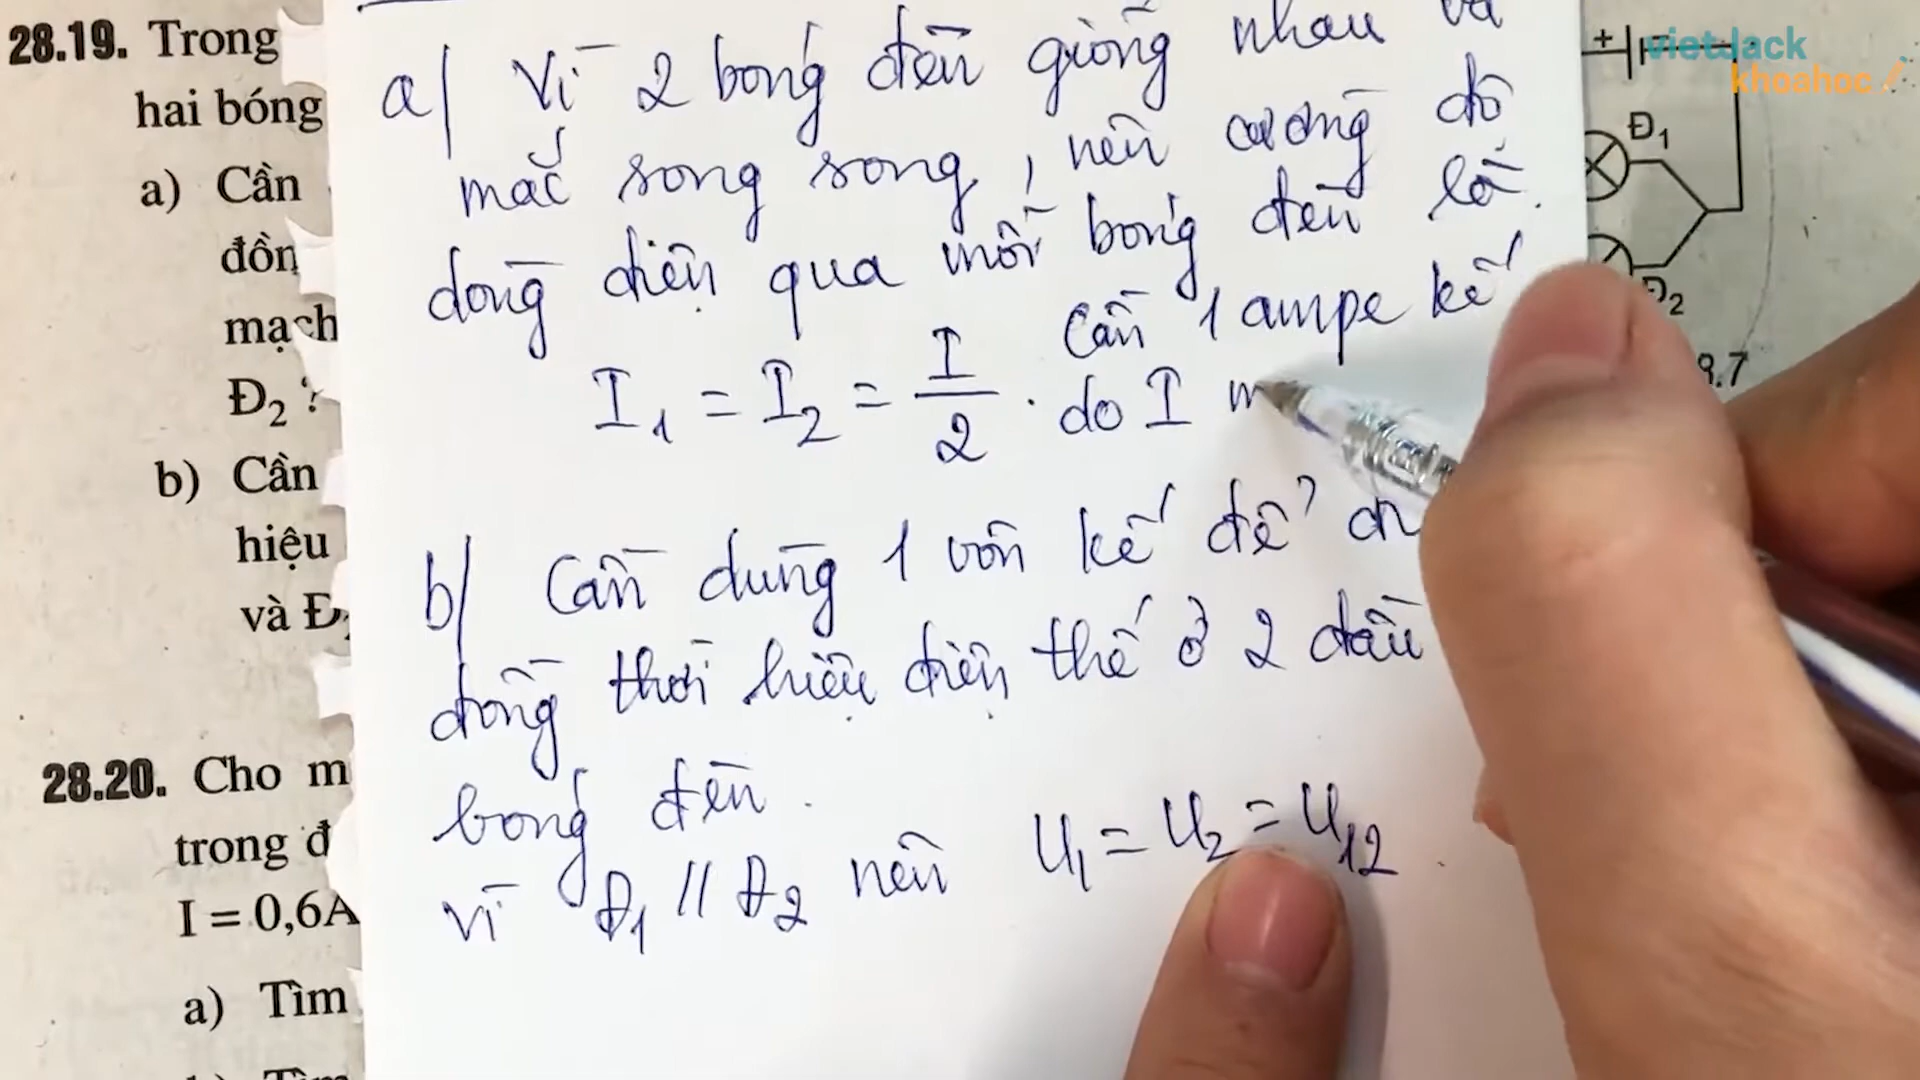 28.19. Trong
hai bóng
a) Cần
đồn
mạch
Đ2 ?
b) Cần
hiệu
và Đ
28.20. Cho m
trong đ
I = 0,6A
a) Tìm
Tìm
a/ Vì 2 bóng đèn giống nhau và
mắc song song, nên cường độ
dòng điện qua mỗi bóng đèn là
Cần 1 ampe kế
I1 = I2 = I/2 . đo I m
b/ Cần dùng 1 vôn kế để
đồng thời hiệu điện thế ở 2 đầu
bóng đèn.
Vì Đ1 // Đ2 nên U1 = U2 = U12.
+
Đ1
Đ2
8.7
vietJack
khoahoc